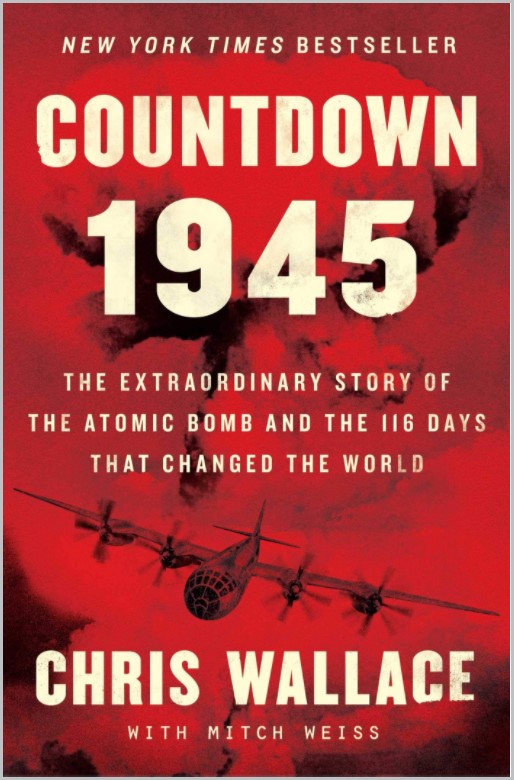 NEW YORK TIMES BESTSELLER
COUNTDOWN
1945
THE EXTRAORDINARY STORY OF
THE ATOMIC BOMB AND THE 116 DAYS
THAT CHANGED THE WORLD
CHRIS WALLACE
WITH MITCH WEISS